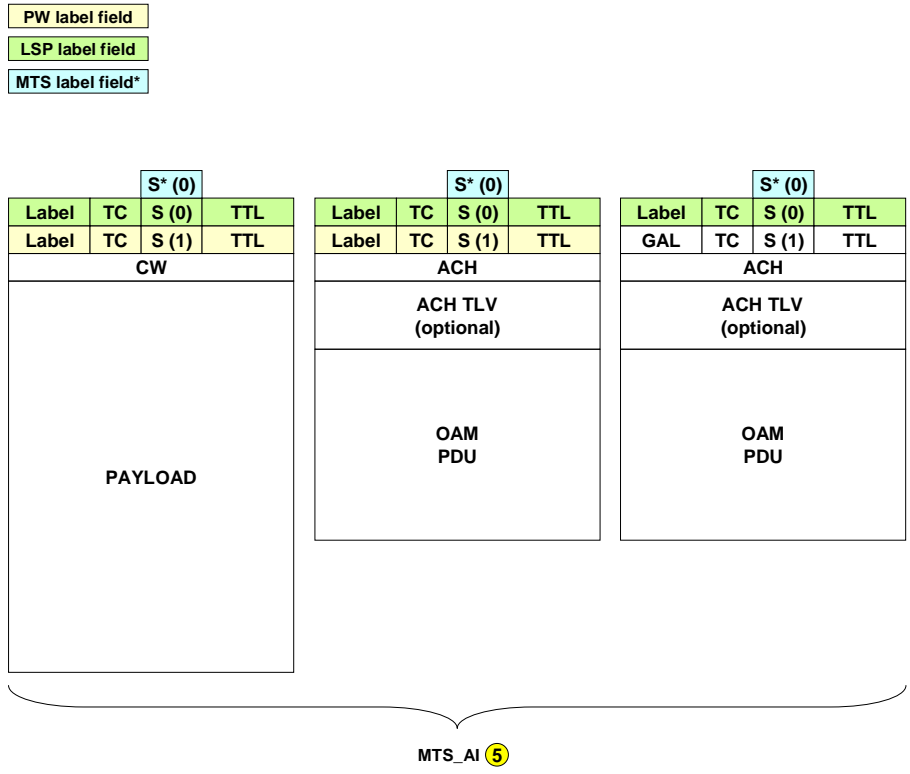 PW label field
LSP label field
MTS label field*
S* (0) S* (0) S* (0)
Label TC S (0) TTL Label TC S (0) TTL Label TC S (0) TTL
Label TC S (1) TTL Label TC S (1) TTL GAL TC S (1) TTL
CW ACH ACH
ACH TLV ACH TLV
(optional) (optional)
OAM OAM
PDU PDU
PAYLOAD
MTS_AI 5